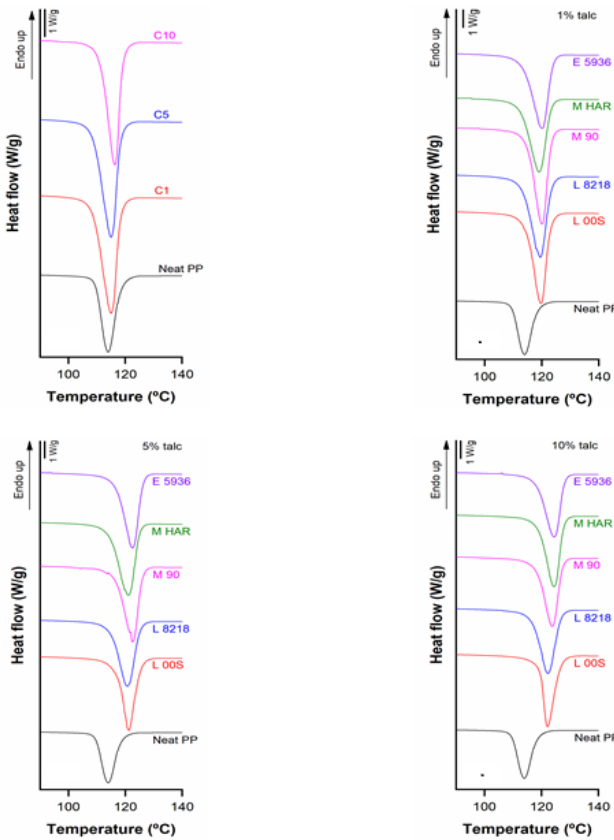 1 W/g
Endo up
C10
C5
C1
Neat PP
Heat flow (W/g)
100 120 140
Temperature (ºC)
1 W/g
Endo up
1% talc
E 5936
M HAR
M 90
L 8218
L 00S
Neat PP
Heat flow (W/g)
100 120 140
Temperature (ºC)
1 W/g
Endo up
5% talc
E 5936
M HAR
M 90
L 8218
L 00S
Neat PP
Heat flow (W/g)
100 120 140
Temperature (ºC)
1 W/g
Endo up
10% talc
E 5936
M HAR
M 90
L 8218
L 00S
Neat PP
Heat flow (W/g)
100 120 140
Temperature (ºC)